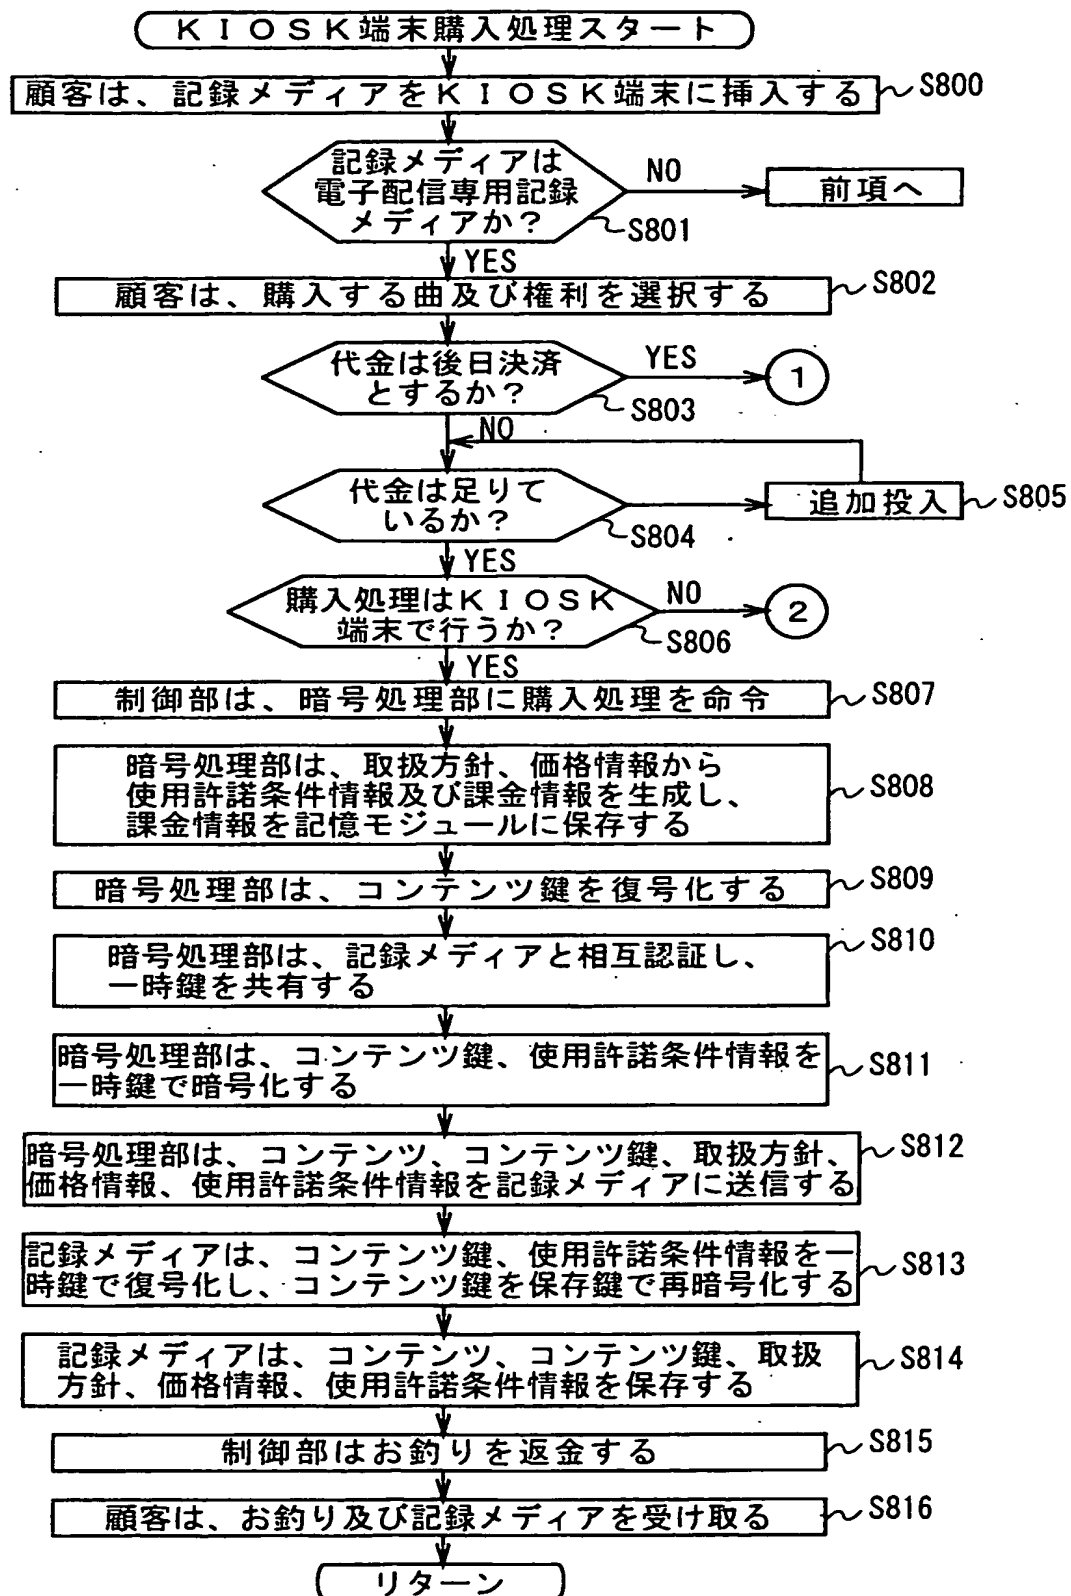 KIOSK端末購入処理スタート
顧客は、記録メディアをKIOSK端末に挿入する
S800
記録メディアは
電子配信専用記録
メディアか?
S801
NO
前項へ
YES
顧客は、購入する曲及び権利を選択する
S802
代金は後日決済
とするか?
S803
YES
1
NO
代金は足りて
いるか?
S804
追加投入
S805
YES
購入処理はKIOSK
端末で行うか?
S806
NO
2
YES
制御部は、暗号処理部に購入処理を命令
S807
暗号処理部は、取扱方針、価格情報から
使用許諾条件情報及び課金情報を生成し、
課金情報を記憶モジュールに保存する
S808
暗号処理部は、コンテンツ鍵を復号化する
S809
暗号処理部は、記録メディアと相互認証し、
一時鍵を共有する
S810
暗号処理部は、コンテンツ鍵、使用許諾条件情報を
一時鍵で暗号化する
S811
暗号処理部は、コンテンツ、コンテンツ鍵、取扱方針、
価格情報、使用許諾条件情報を記録メディアに送信する
S812
記録メディアは、コンテンツ鍵、使用許諾条件情報を一
時鍵で復号化し、コンテンツ鍵を保存鍵で再暗号化する
S813
記録メディアは、コンテンツ、コンテンツ鍵、取扱
方針、価格情報、使用許諾条件情報を保存する
S814
制御部はお釣りを返金する
S815
顧客は、お釣り及び記録メディアを受け取る
S816
リターン